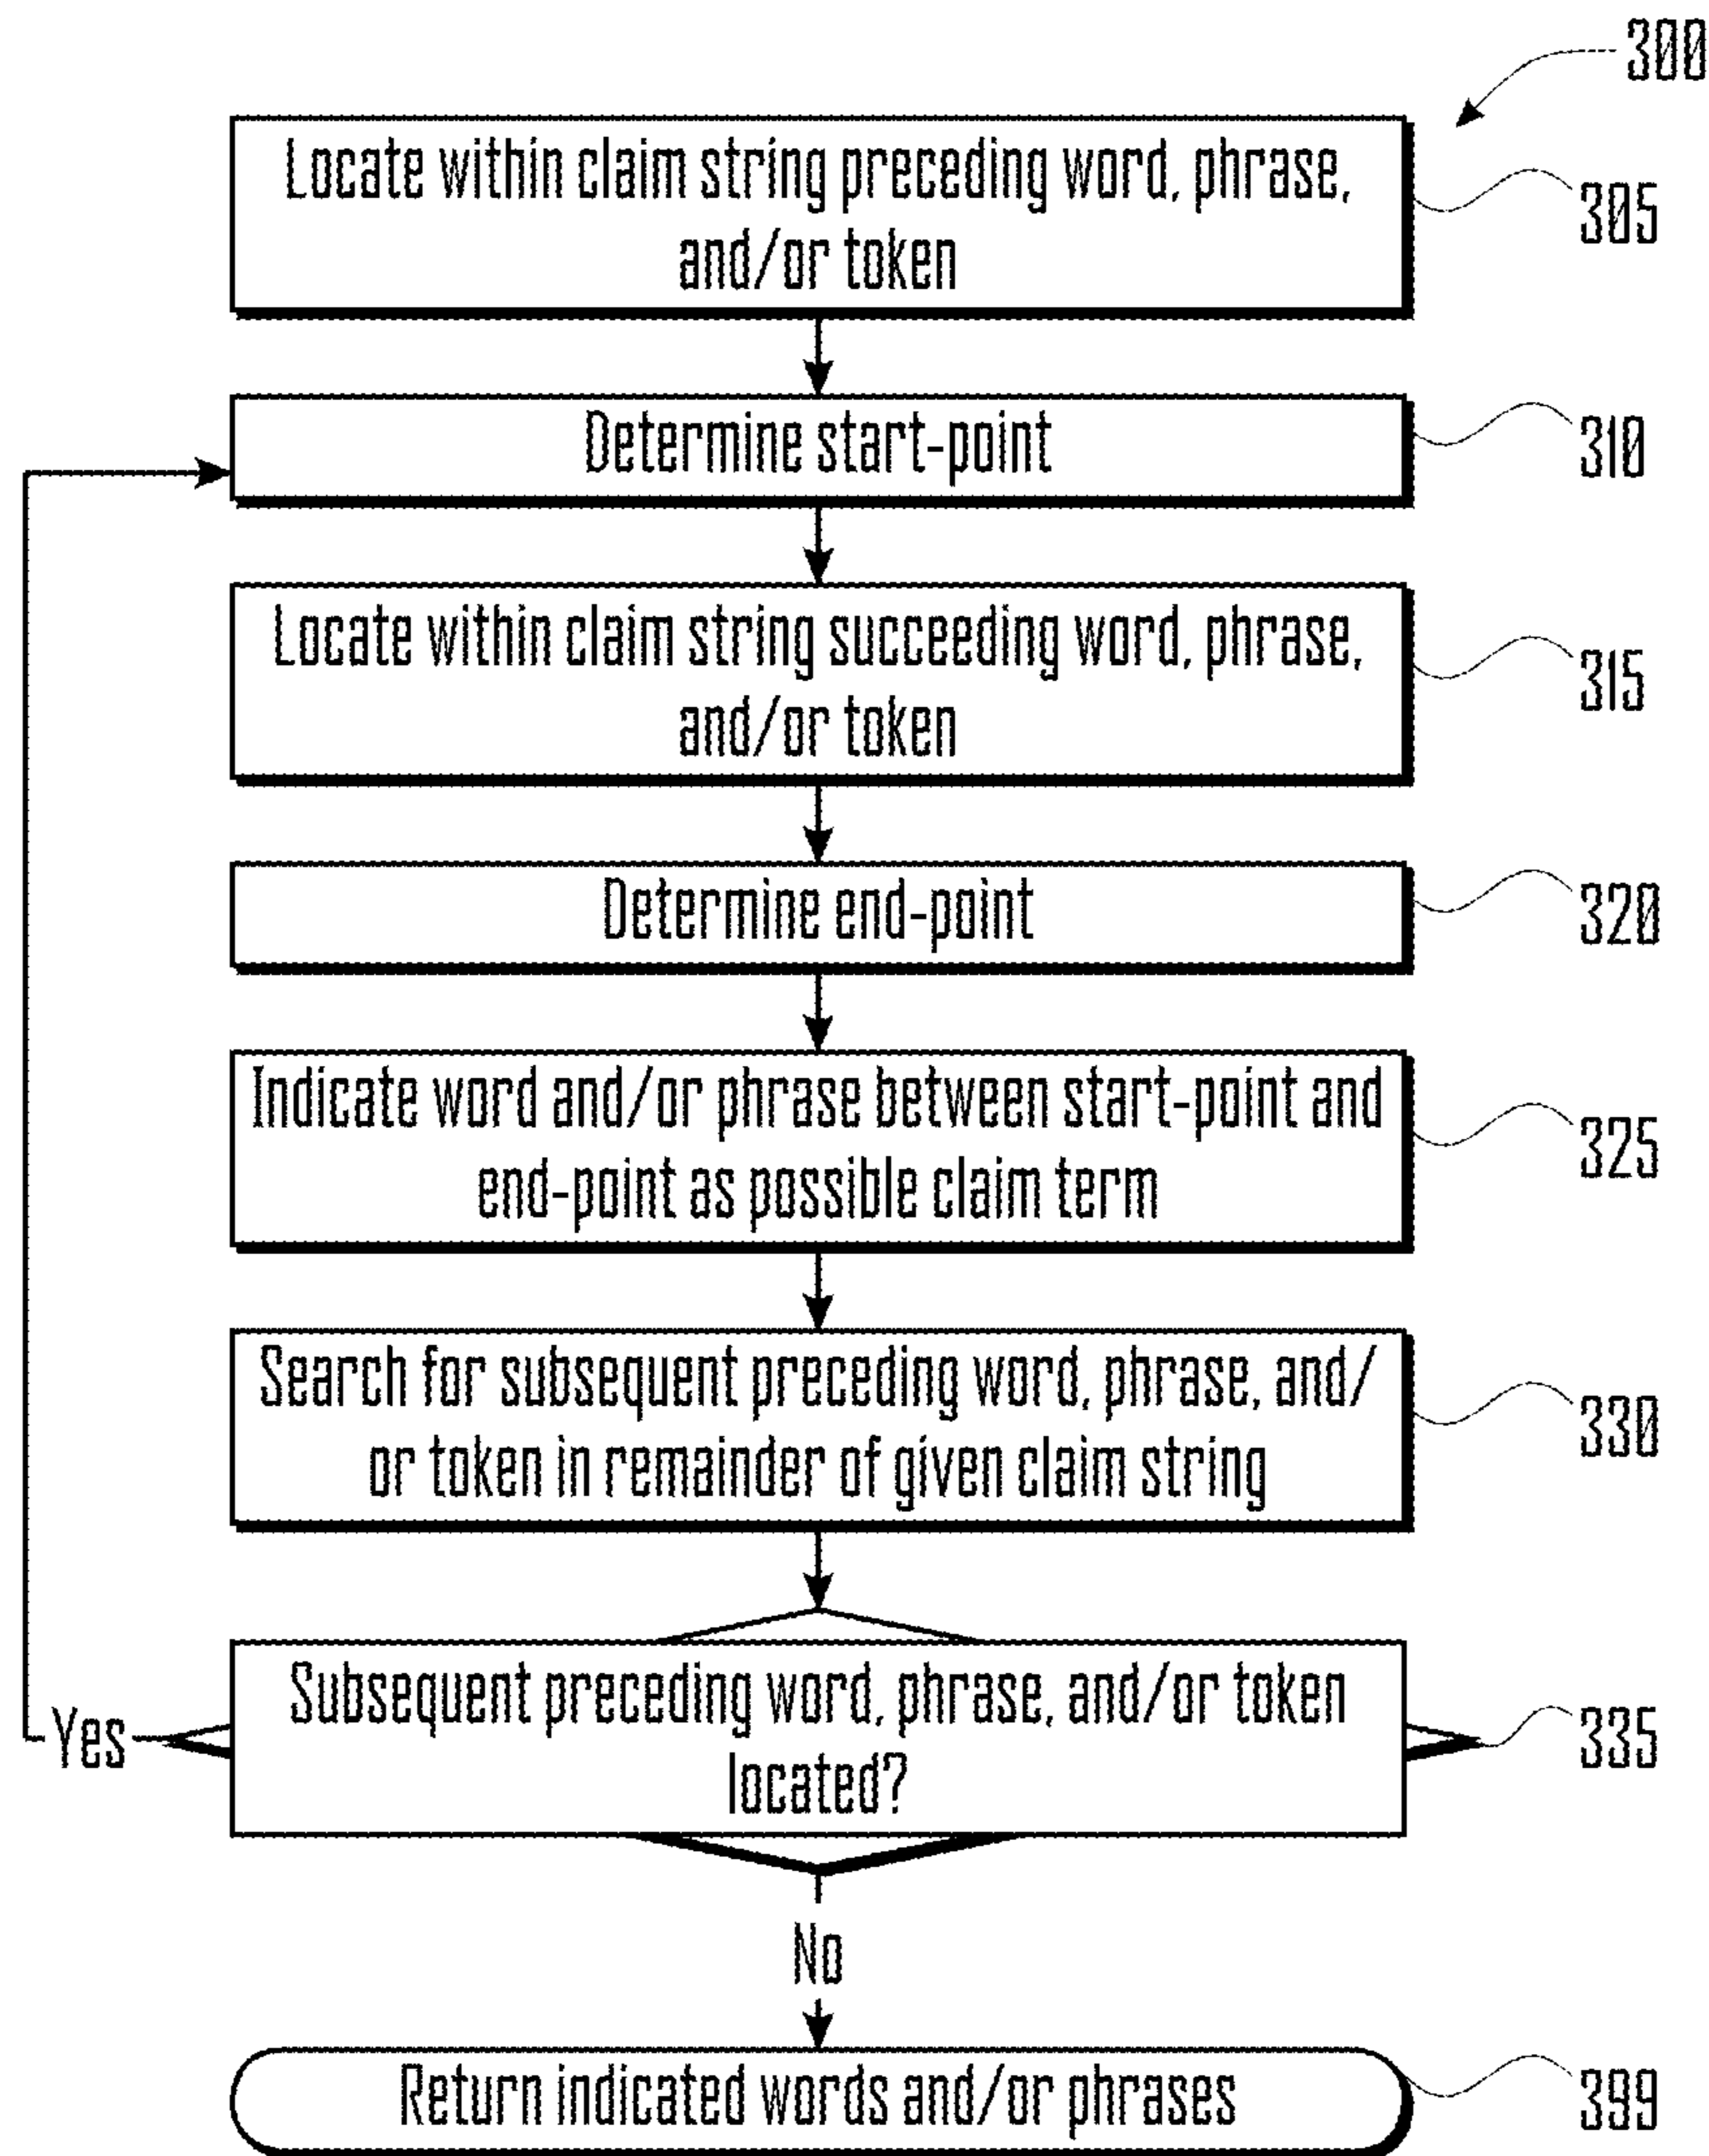 300
Locate within claim string preceding word, phrase,
and/or token
305
Determine start-point
310
Locate within claim string succeeding word, phrase,
and/or token
315
Determine end-point
320
Indicate word and/or phrase between start-point and
end-point as possible claim term
325
Search for subsequent preceding word, phrase, and/
or token in remainder of given claim string
330
Subsequent preceding word, phrase, and/or token
located?
335
Yes
No
Return indicated words and/or phrases
399